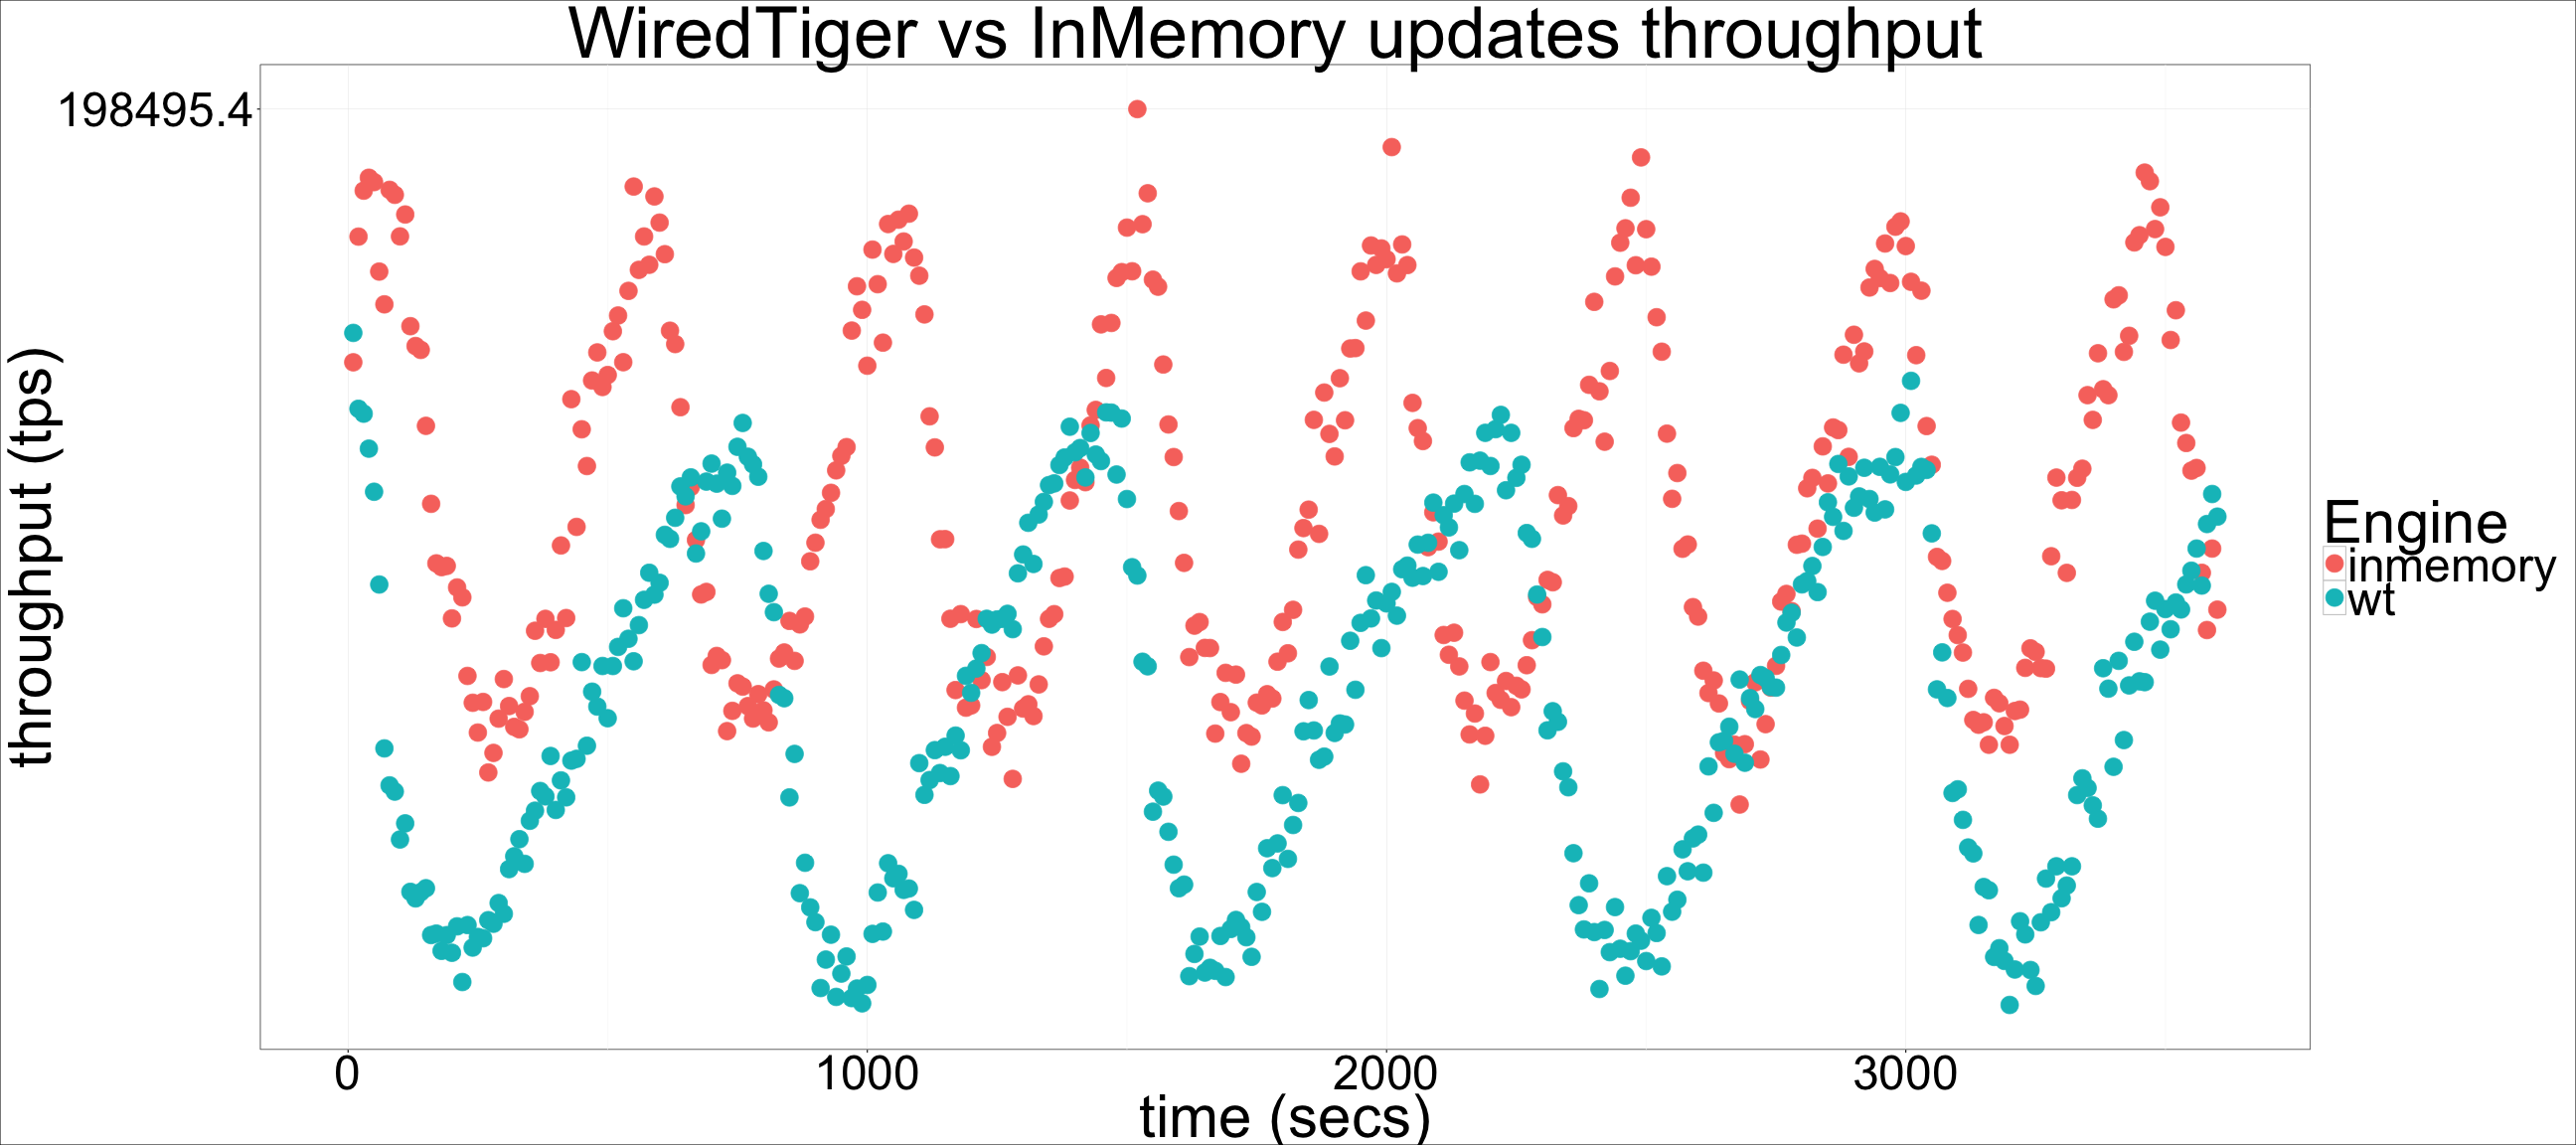 WiredTiger vs InMemory updates throughput
198495.4
throughput (tps)
Engine
inmemory
wt
0 1000 2000 3000
time (secs)